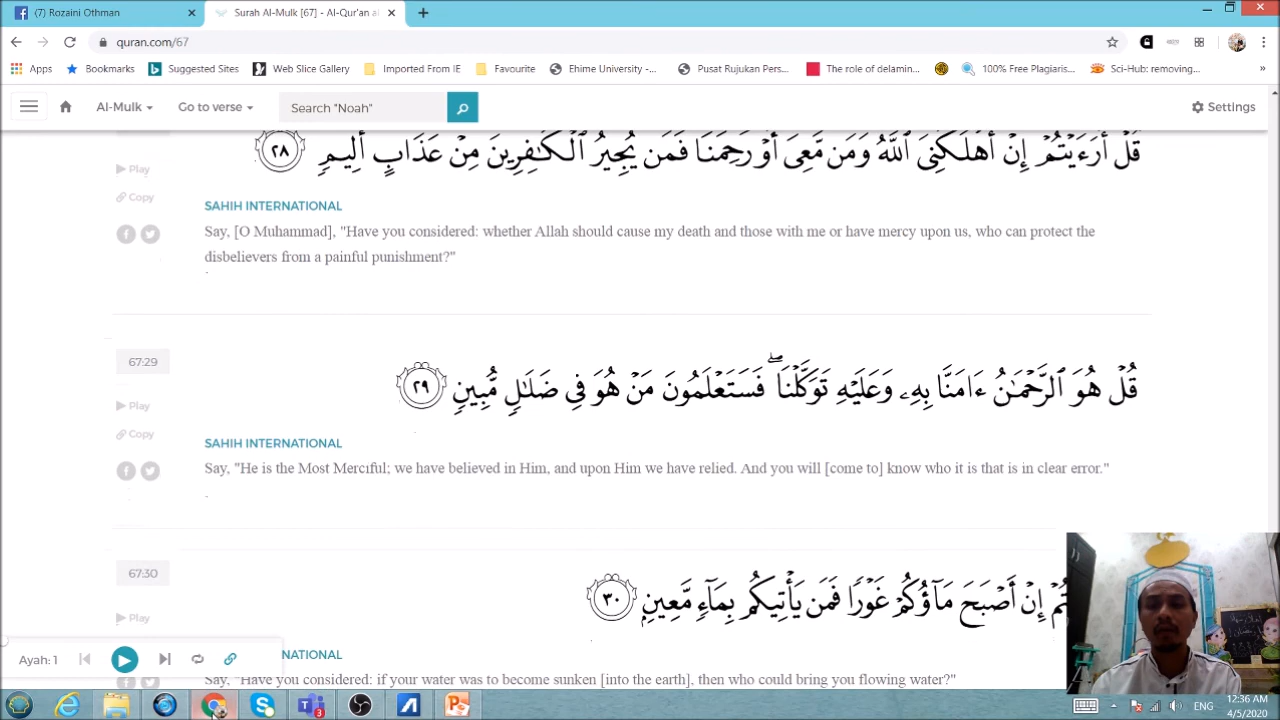 (7) Rozaini Othman
Surah Al-Mulk [67] - Al-Qur'an al
quran.com/67
Apps Bookmarks Suggested Sites Web Slice Gallery Imported From IE Favourite Ehime University -... Pusat Rujukan Pers... The role of delamin... 100% Free Plagiaris... Sci-Hub: removing... »
Al-Mulk Go to verse Search "Noah" Settings
قُلْ أَرَءَيْتُمْ إِنْ أَهْلَكَنِىَ ٱللَّهُ وَمَن مَّعِىَ أَوْ رَحِمَنَا فَمَن يُجِيرُ ٱلْكَـٰفِرِينَ مِنْ عَذَابٍ أَلِيمٍ ٢٨
Play
Copy
SAHIH INTERNATIONAL
Say, [O Muhammad], "Have you considered: whether Allah should cause my death and those with me or have mercy upon us, who can protect the
disbelievers from a painful punishment?"
67:29
قُلْ هُوَ ٱلرَّحْمَـٰنُ ءَامَنَّا بِهِۦ وَعَلَيْهِ تَوَكَّلْنَا ۖ فَسَتَعْلَمُونَ مَنْ هُوَ فِى ضَلَـٰلٍ مُّبِينٍ ٢٩
Play
Copy
SAHIH INTERNATIONAL
Say, "He is the Most Merciful; we have believed in Him, and upon Him we have relied. And you will [come to] know who it is that is in clear error."
67:30
إِنْ أَصْبَحَ مَآؤُكُمْ غَوْرًا فَمَن يَأْتِيكُم بِمَآءٍ مَّعِينٍ ٣٠
Play
NATIONAL
Say, "Have you considered: if your water was to become sunken [into the earth], then who could bring you flowing water?"
Ayah: 1
ENG
12:36 AM
4/5/2020